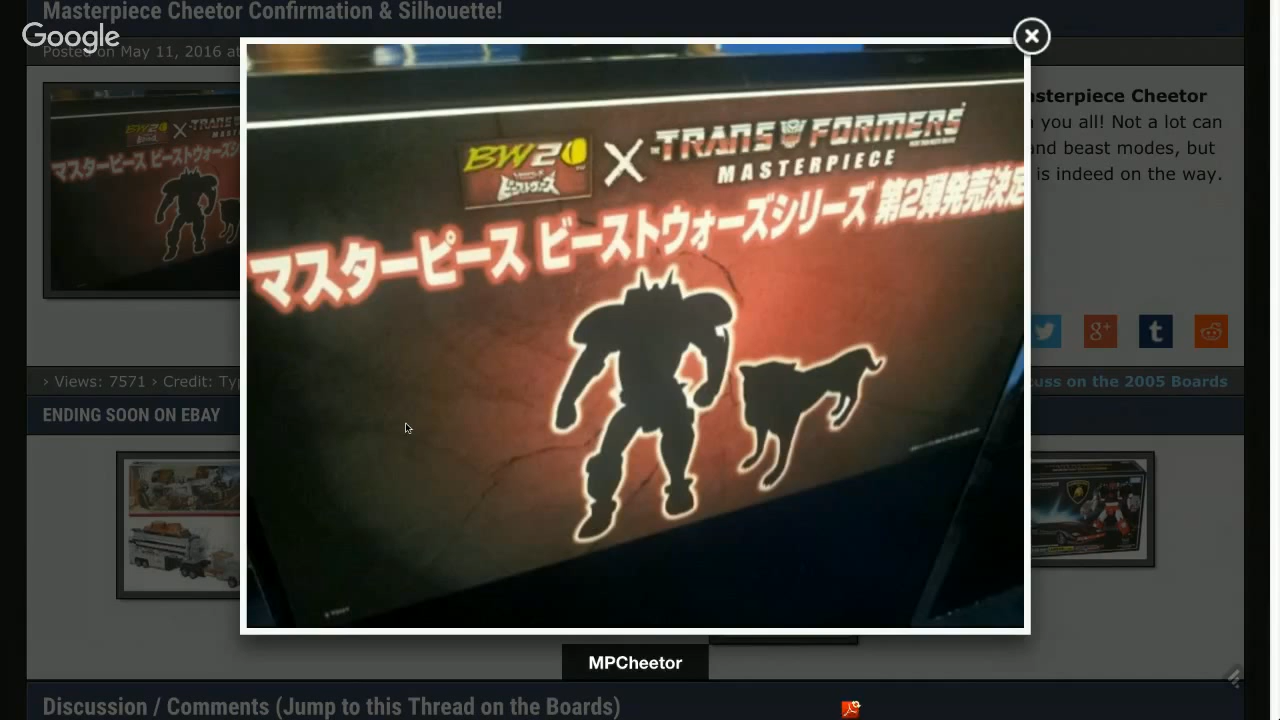 Masterpiece Cheetor Confirmation & Silhouette!
Google
Posted on May 11, 2016 at
BW20 X TRANSFORMERS
ビーストウォーズ
MASTERPIECE
マスターピース ビーストウォーズシリーズ 第2弾発売決定
asterpiece Cheetor
you all! Not a lot can
and beast modes, but
is indeed on the way.
› Views: 7571 › Credit: Ty
cuss on the 2005 Boards
ENDING SOON ON EBAY
MPCheetor
Discussion / Comments (Jump to this Thread on the Boards)